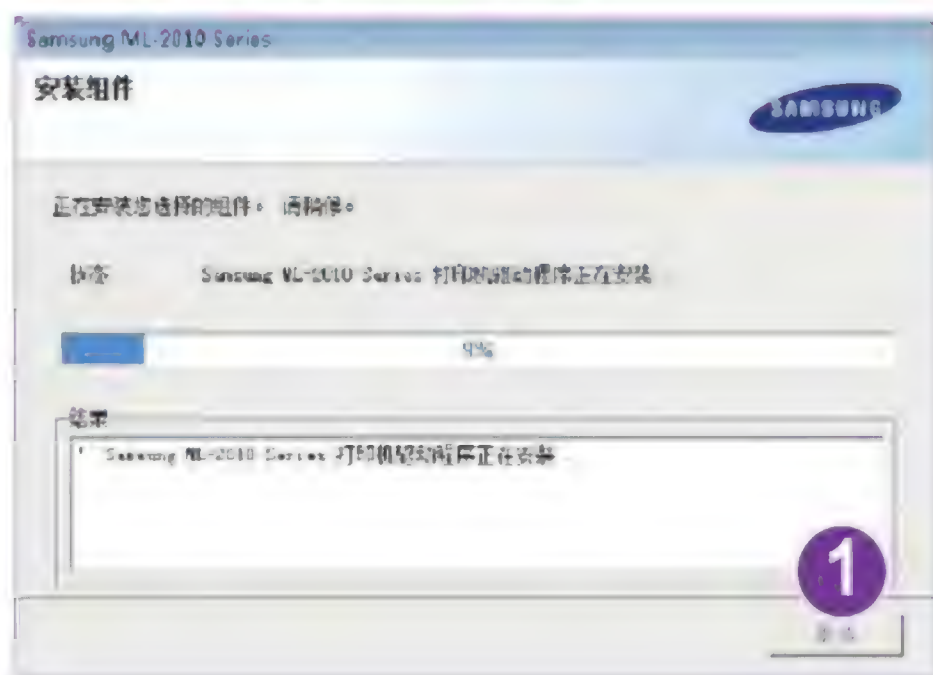 Samsung ML-2010 Series
安装组件
SAMSUNG
正在安装您选择的组件。 请稍候。
状态 Samsung ML-2010 Series 打印机驱动程序正在安装
9%
结果
* Samsung ML-2010 Series 打印机驱动程序正在安装
1